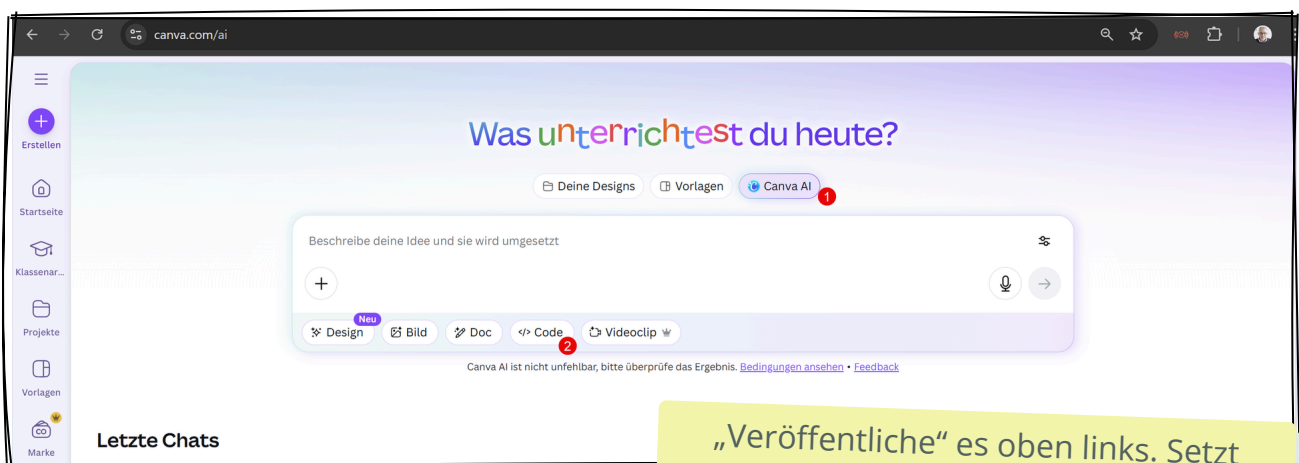 canva.com/ai
Erstellen
Startseite
Klassenar...
Projekte
Vorlagen
Marke
Was unterrichtest du heute?
Deine Designs
Vorlagen
Canva AI
1
Beschreibe deine Idee und sie wird umgesetzt
Neu
Design
Bild
Doc
</> Code
2
Videoclip
Canva AI ist nicht unfehlbar, bitte überprüfe das Ergebnis. Bedingungen ansehen • Feedback
Letzte Chats
„Veröffentliche“ es oben links. Setzt